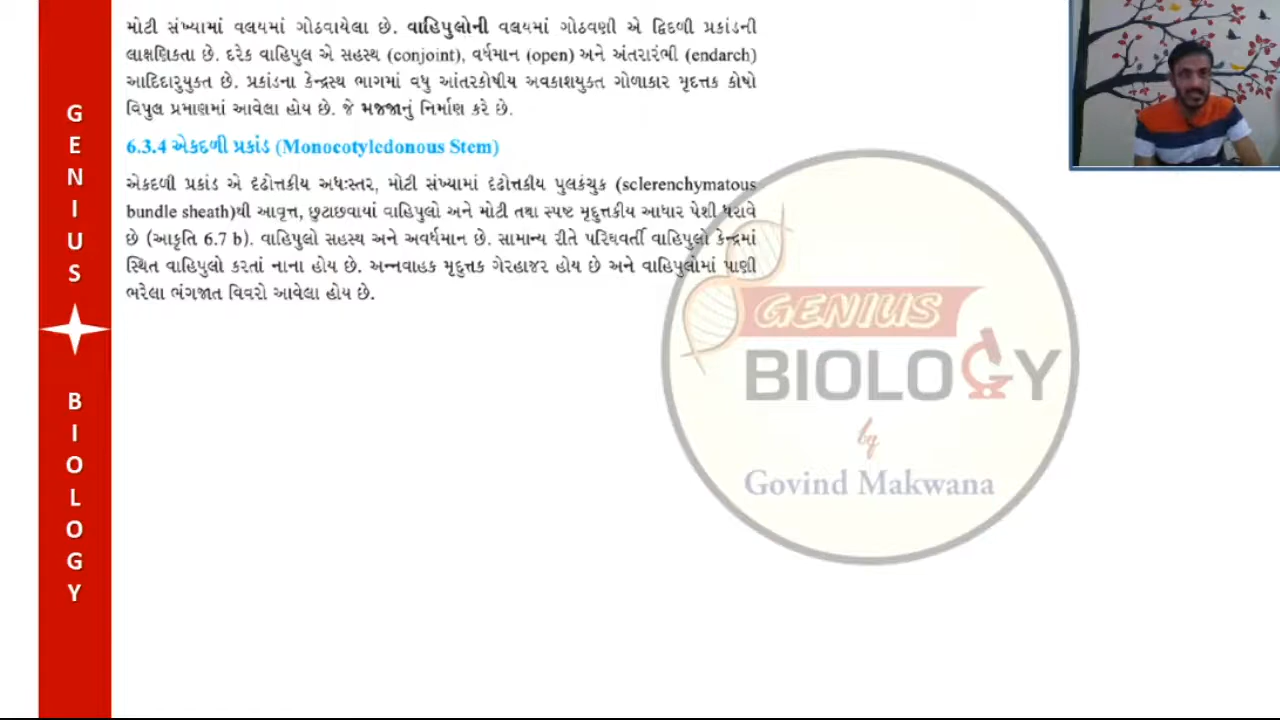 મોટી સંખ્યામાં વલયમાં ગોઠવાયેલા છે. વાહિપુલોની વલયમાં ગોઠવણી એ દ્વિદળી પ્રકાંડની
લાક્ષણિકતા છે. દરેક વાહિપુલ એ સહસ્થ (conjoint), વર્ધમાન (open) અને અંતરારંભી (endarch)
આદિદારુયુક્ત છે. પ્રકાંડના કેન્દ્રસ્થ ભાગમાં વધુ આંતરકોષીય અવકાશયુક્ત ગોળાકાર મૃદુત્તક કોષો
વિપુલ પ્રમાણમાં આવેલા હોય છે. જે મજ્જાનું નિર્માણ કરે છે.
6.3.4 એકદળી પ્રકાંડ (Monocotyledonous Stem)
એકદળી પ્રકાંડ એ દૃઢોત્તકીય અધઃસ્તર, મોટી સંખ્યામાં દૃઢોત્તકીય પુલકંચુક (sclerenchymatous
bundle sheath)થી આવૃત્ત, છુટાછવાયાં વાહિપુલો અને મોટી તથા સ્પષ્ટ મૃદુત્તકીય આધાર પેશી ધરાવે
છે (આકૃતિ 6.7 b). વાહિપુલો સહસ્થ અને અવર્ધમાન છે. સામાન્ય રીતે પરિઘવર્તી વાહિપુલો કેન્દ્રમાં
સ્થિત વાહિપુલો કરતાં નાના હોય છે. અન્નવાહક મૃદુત્તક ગેરહાજર હોય છે અને વાહિપુલોમાં પાણી
ભરેલા ભંગજાત વિવરો આવેલા હોય છે.
GENIUS
BIOLOGY
GENIUS
BIOLOGY
by
Govind Makwana